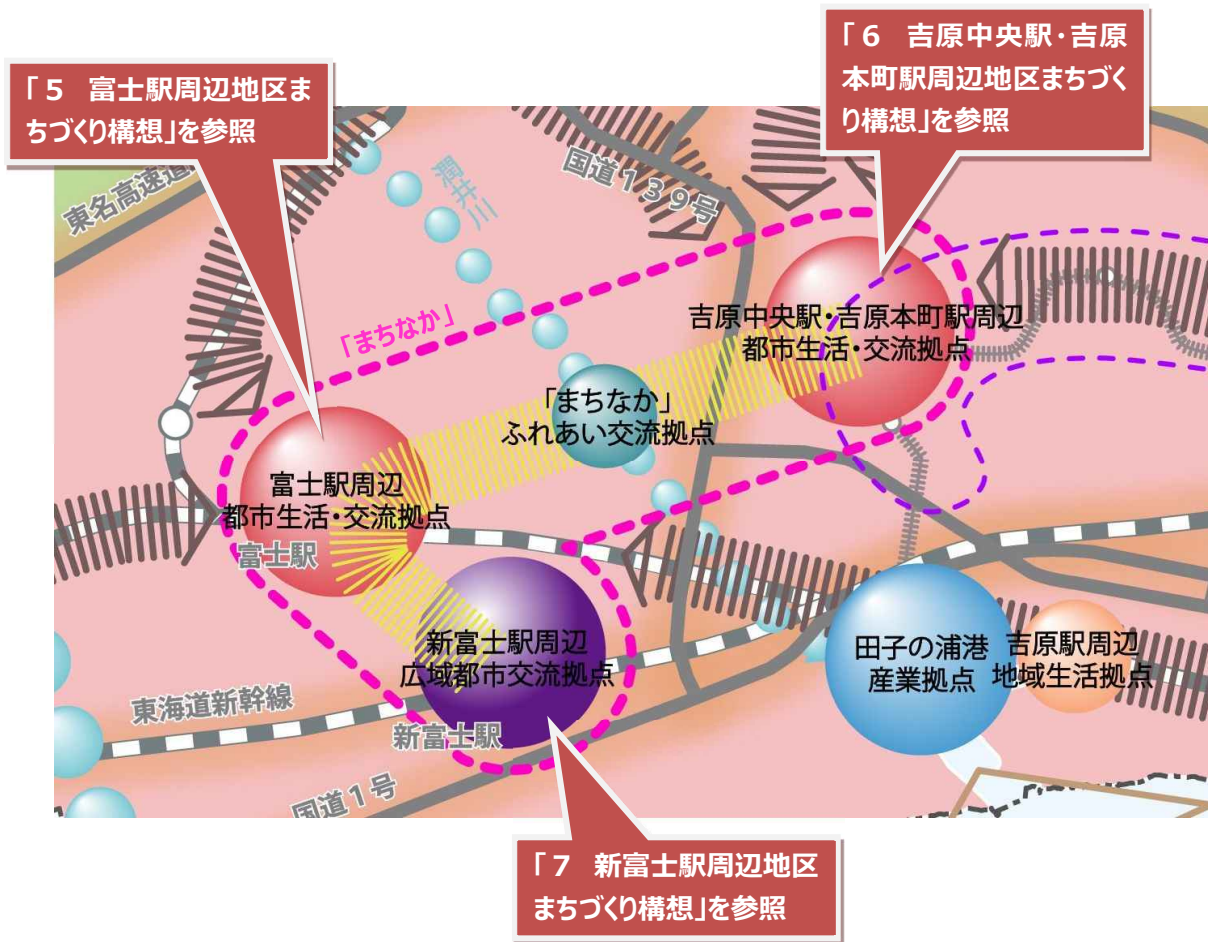 「６　吉原中央駅・吉原
本町駅周辺地区まちづく
り構想」を参照
「５　富士駅周辺地区ま
ちづくり構想」を参照
東名高速道
潤井川
国道１３９号
「まちなか」
吉原中央駅・吉原本町駅周辺
都市生活・交流拠点
「まちなか」
ふれあい交流拠点
富士駅周辺
都市生活・交流拠点
富士駅
新富士駅周辺
広域都市交流拠点
田子の浦港
産業拠点
吉原駅周辺
地域生活拠点
東海道新幹線
新富士駅
国道１号
「７　新富士駅周辺地区
まちづくり構想」を参照